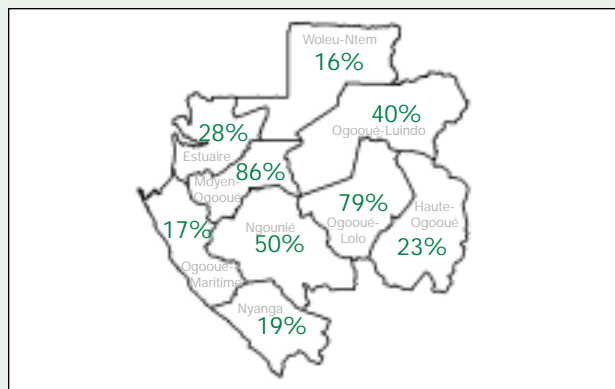 Woleu-Ntem
16%
40%
Ogooué-Luindo
28%
Estuaire
86%
Moyen-
Ogooué
79%
Ogooué-
Lolo
Haute-
Ogooué
23%
17%
Ogooue-
Maritime
Ngounié
50%
Nyanga
19%